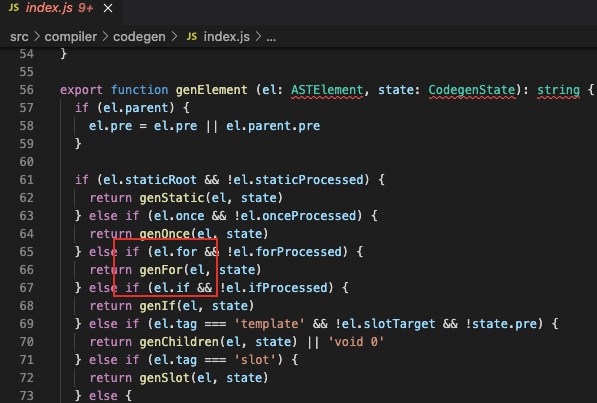 JS index.js 9+ ×
src > compiler > codegen > JS index.js > ...
54 }
55
56 export function genElement (el: ASTElement, state: CodegenState): string {
57 if (el.parent) {
58 el.pre = el.pre || el.parent.pre
59 }
60
61 if (el.staticRoot && !el.staticProcessed) {
62 return genStatic(el, state)
63 } else if (el.once && !el.onceProcessed) {
64 return genOnce(el, state)
65 } else if (el.for && !el.forProcessed) {
66 return genFor(el, state)
67 } else if (el.if && !el.ifProcessed) {
68 return genIf(el, state)
69 } else if (el.tag === 'template' && !el.slotTarget && !state.pre) {
70 return genChildren(el, state) || 'void 0'
71 } else if (el.tag === 'slot') {
72 return genSlot(el, state)
73 } else {